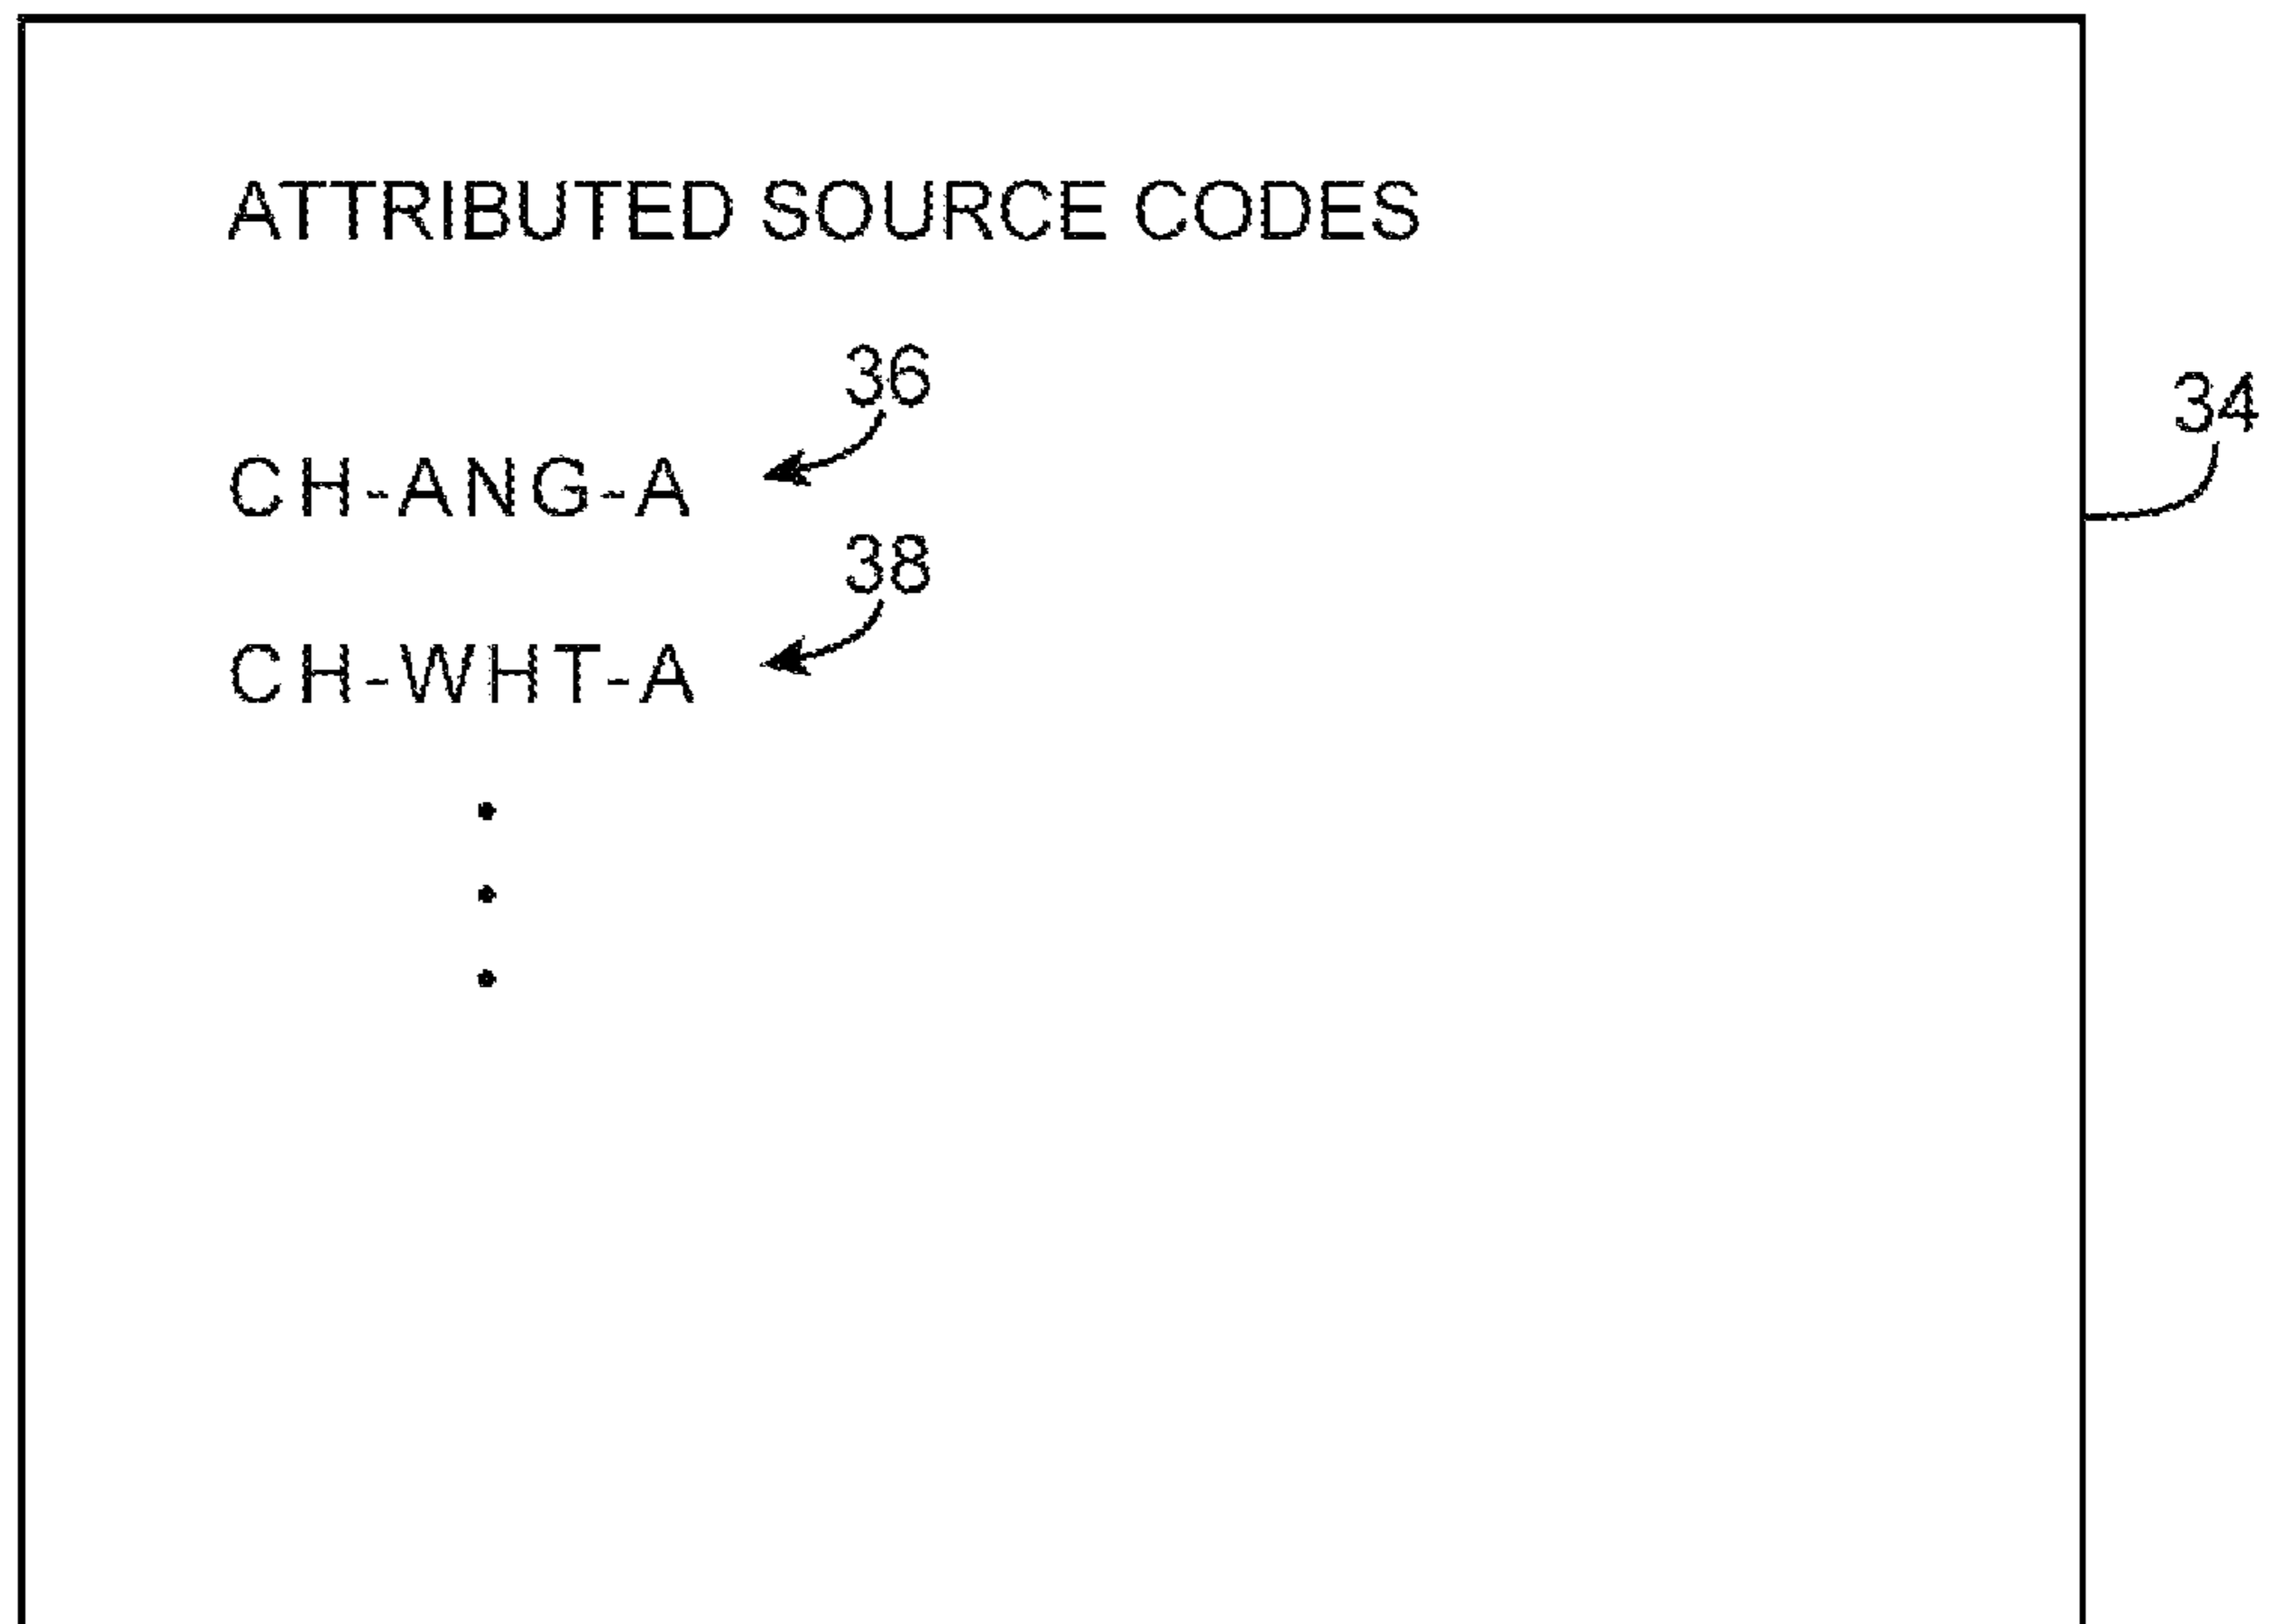 ATTRIBUTED SOURCE CODES
36
34
CH-ANG-A
38
CH-WHT-A